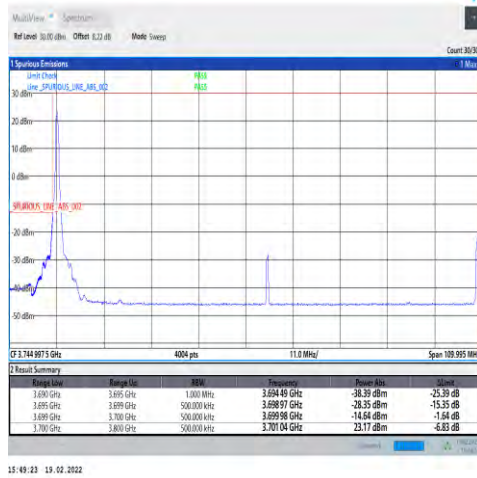 MultiView Spectrum
Ref Level 30.00 dBm Offset 8.22 dB Mode Sweep
Count 30/30
1 Spurious Emissions
1 Max
Limit Check PASS
Line _SPURIOUS_LINE_ABS_002 PASS
30 dBm
20 dBm
10 dBm
0 dBm
SPURIOUS_LINE_ABS_002
-20 dBm
-30 dBm
-40 dBm
-50 dBm
CF 3.744 997 5 GHz 4004 pts 11.0 MHz/ Span 109.995 MHz
2 Result Summary
Range Low Range Up RBW Frequency Power Abs ΔLimit
3.690 GHz 3.695 GHz 1.000 MHz 3.694 49 GHz -38.39 dBm -25.39 dB
3.695 GHz 3.699 GHz 500.000 kHz 3.698 97 GHz -28.35 dBm -15.35 dB
3.699 GHz 3.700 GHz 500.000 kHz 3.699 98 GHz -14.64 dBm -1.64 dB
3.700 GHz 3.800 GHz 500.000 kHz 3.701 04 GHz 23.17 dBm -6.83 dB
15:49:23 19.02.2022